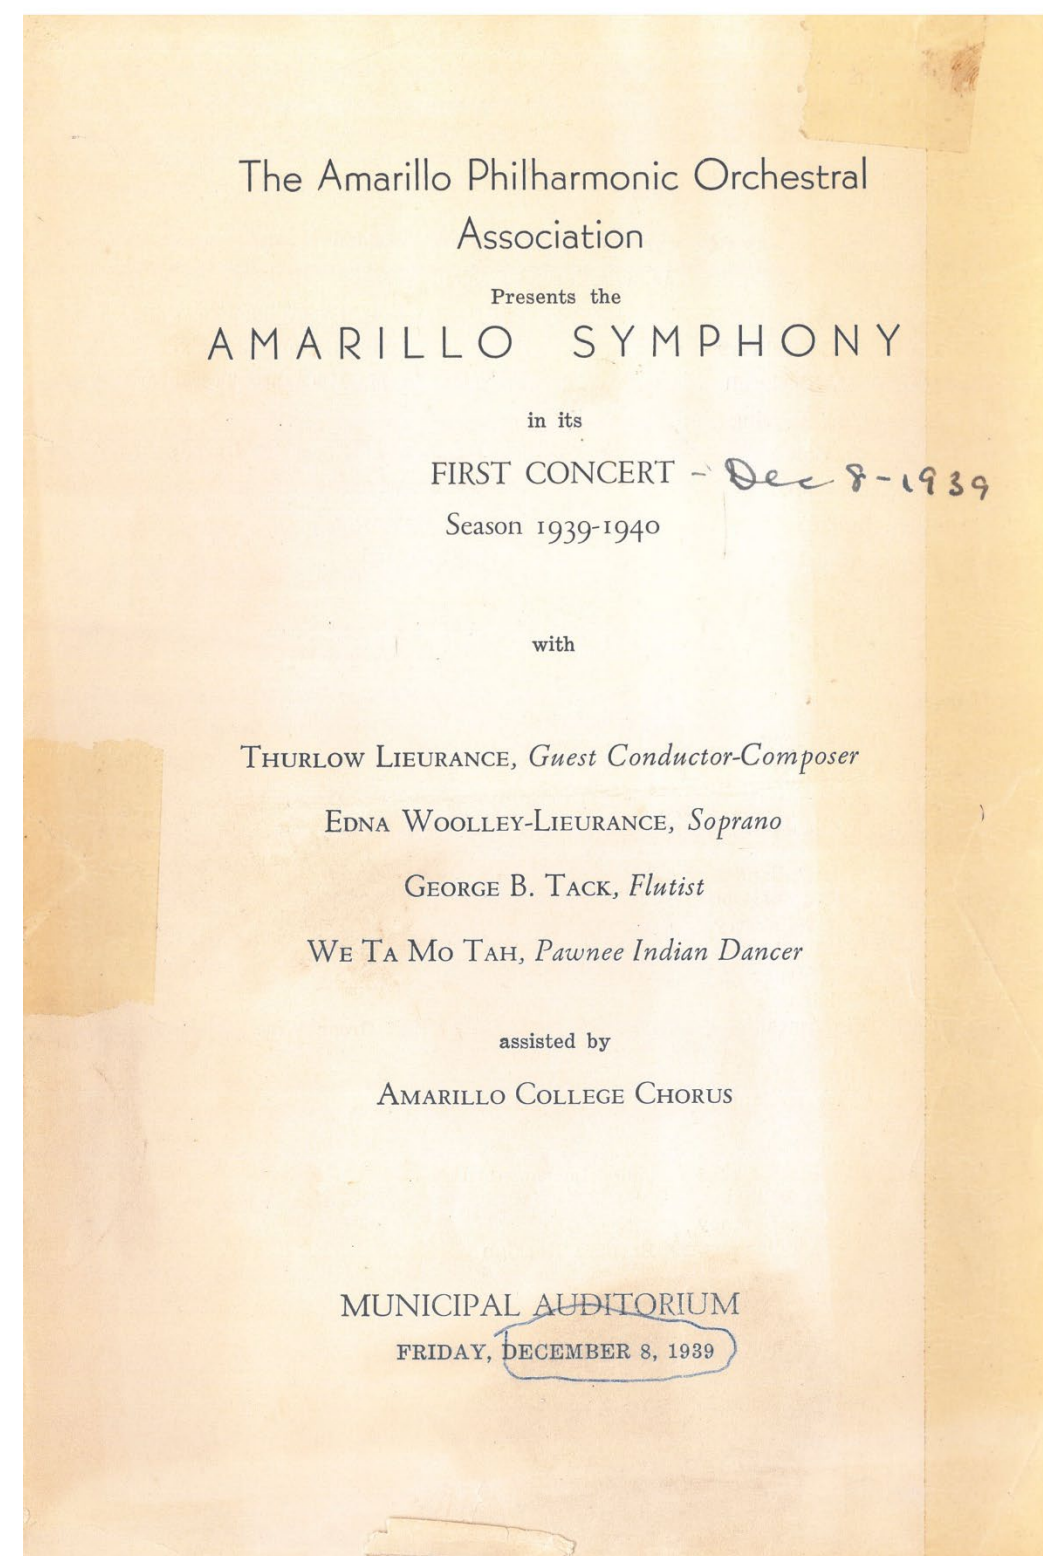 The Amarillo Philharmonic Orchestral
Association
Presents the
AMARILLO SYMPHONY
in its
FIRST CONCERT - Dec 8-1939
Season 1939-1940
with
THURLOW LIEURANCE, Guest Conductor-Composer
EDNA WOOLLEY-LIEURANCE, Soprano
GEORGE B. TACK, Flutist
WE TA MO TAH, Pawnee Indian Dancer
assisted by
AMARILLO COLLEGE CHORUS
MUNICIPAL AUDITORIUM
FRIDAY, DECEMBER 8, 1939